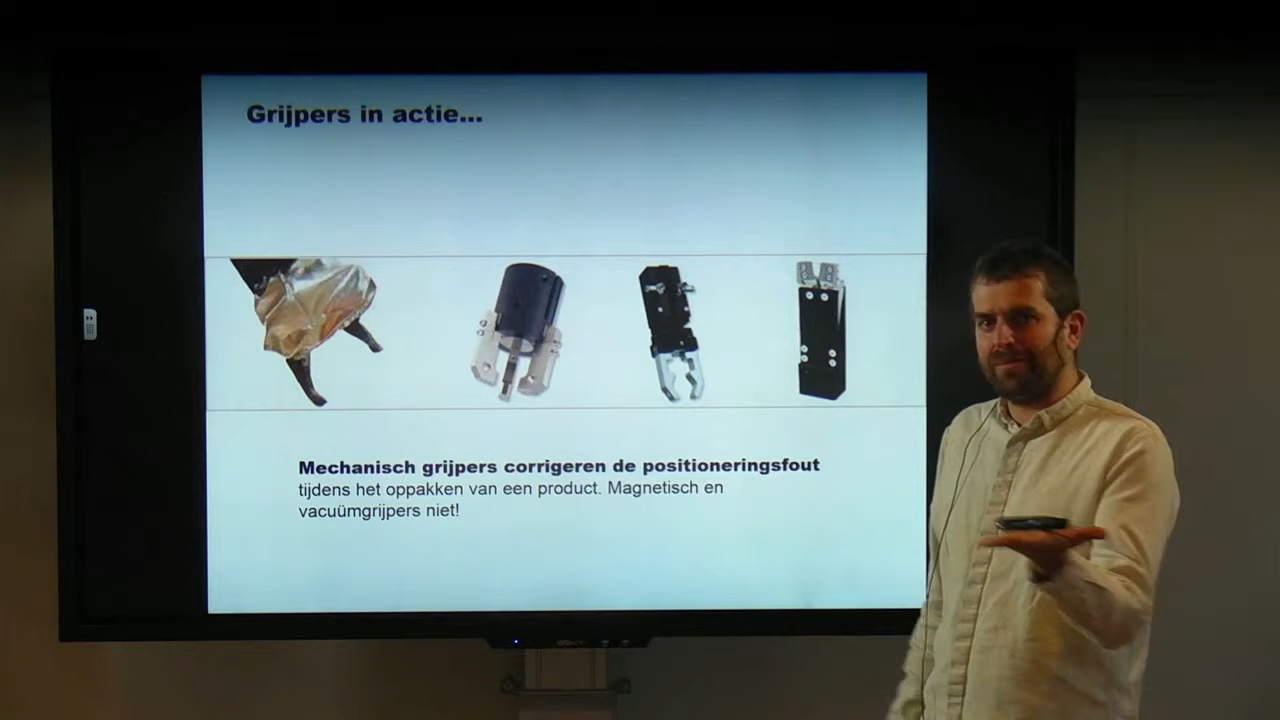 Grijpers in actie...
Mechanisch grijpers corrigeren de positioneringsfout
tijdens het oppakken van een product. Magnetisch en
vacuümgrijpers niet!